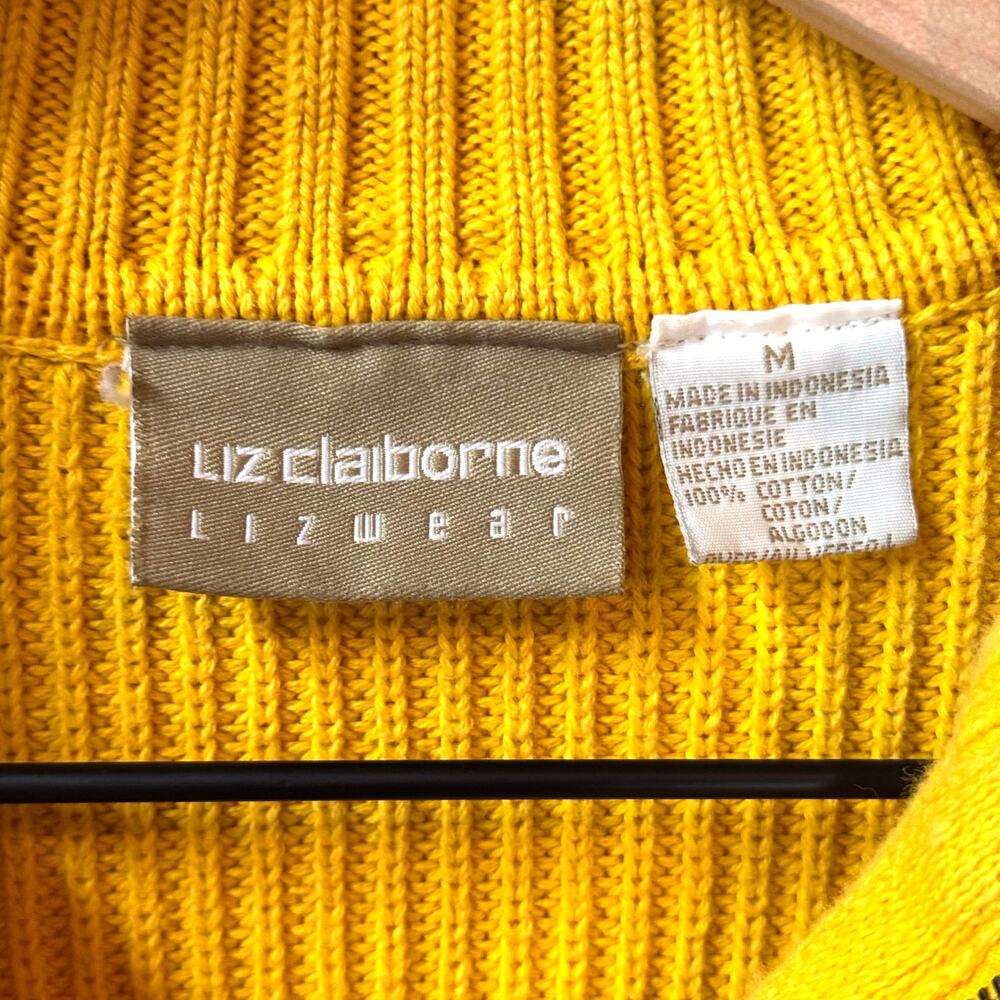 Liz claiborne
Lizwear
M
MADE IN INDONESIA
FABRIQUE EN
INDONESIE
HECHO EN INDONESIA
100% COTTON/
COTON/
ALGODON